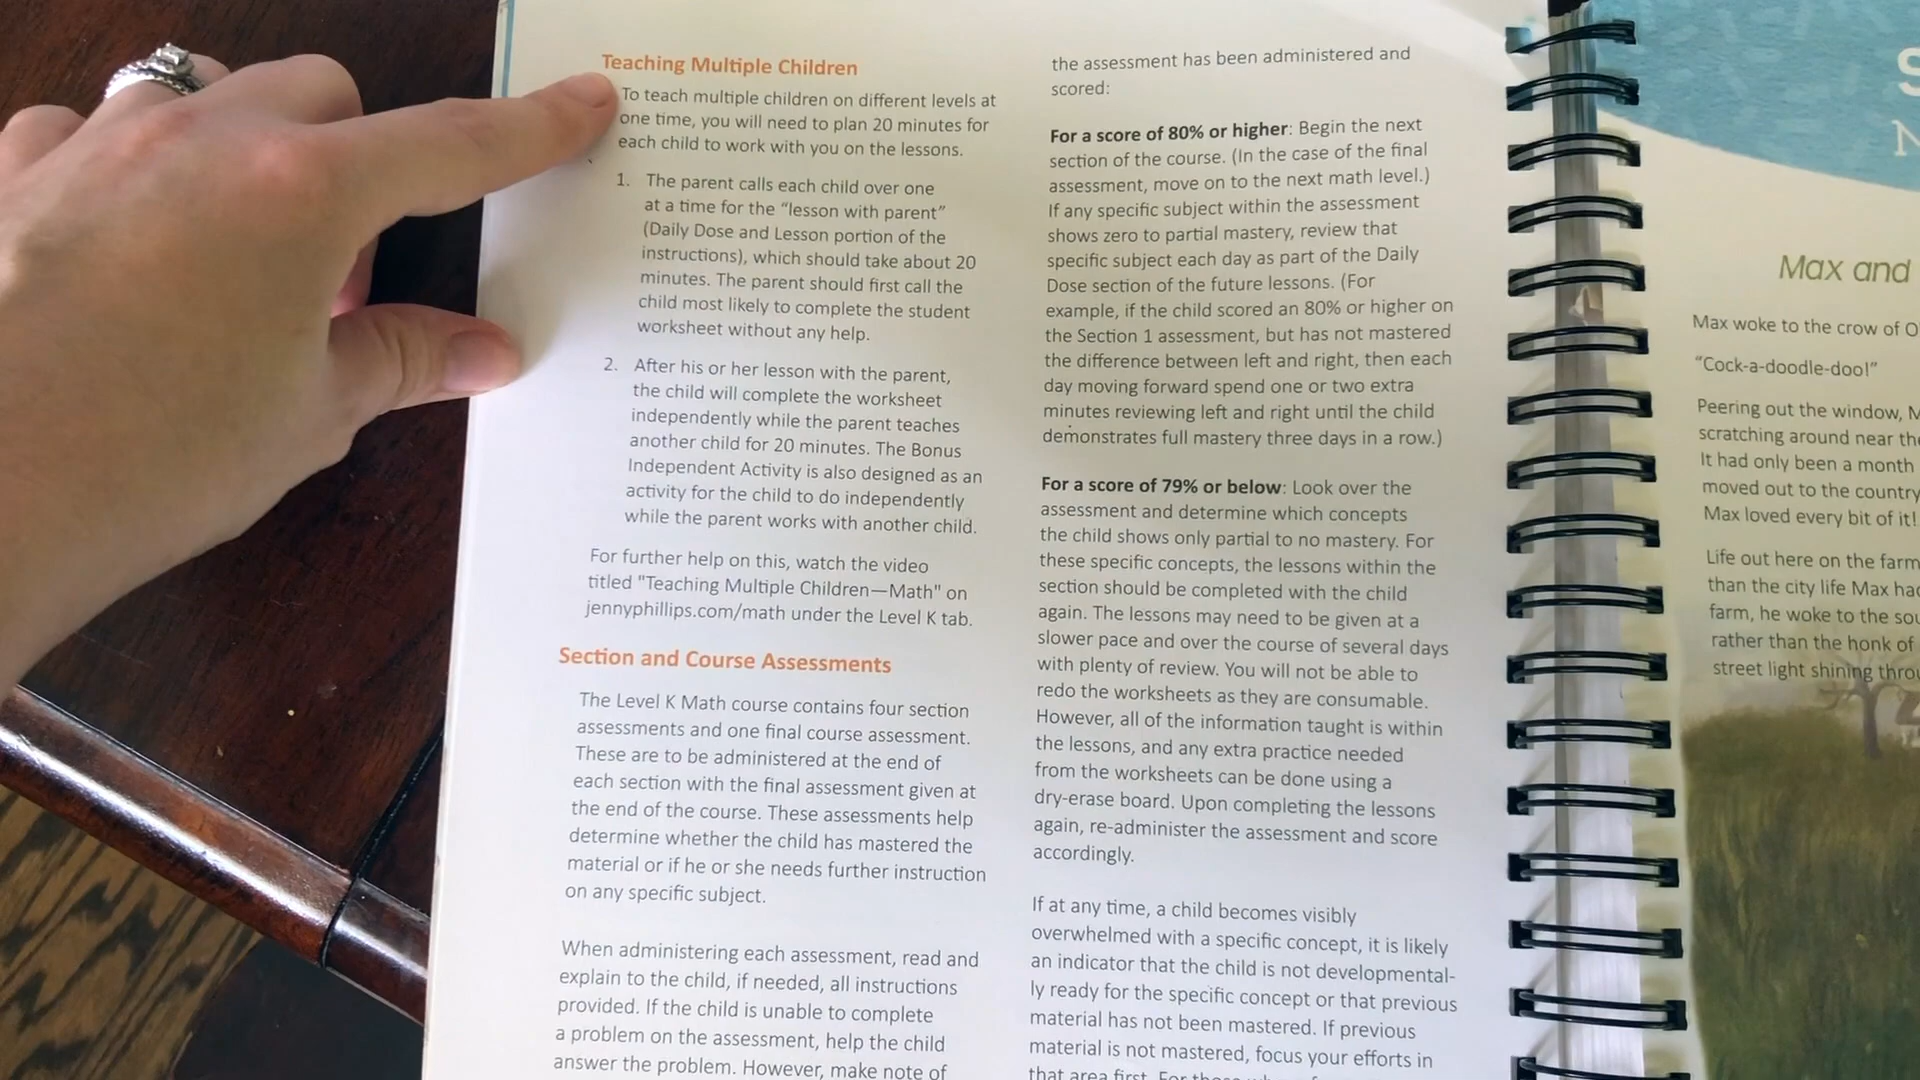 Teaching Multiple Children
To teach multiple children on different levels at
one time, you will need to plan 20 minutes for
each child to work with you on the lessons.
1. The parent calls each child over one
at a time for the “lesson with parent”
(Daily Dose and Lesson portion of the
instructions), which should take about 20
minutes. The parent should first call the
child most likely to complete the student
worksheet without any help.
2. After his or her lesson with the parent,
the child will complete the worksheet
independently while the parent teaches
another child for 20 minutes. The Bonus
Independent Activity is also designed as an
activity for the child to do independently
while the parent works with another child.
For further help on this, watch the video
titled "Teaching Multiple Children—Math" on
jennyphillips.com/math under the Level K tab.
Section and Course Assessments
The Level K Math course contains four section
assessments and one final course assessment.
These are to be administered at the end of
each section with the final assessment given at
the end of the course. These assessments help
determine whether the child has mastered the
material or if he or she needs further instruction
on any specific subject.
When administering each assessment, read and
explain to the child, if needed, all instructions
provided. If the child is unable to complete
a problem on the assessment, help the child
answer the problem. However, make note of
the assessment has been administered and
scored:
For a score of 80% or higher: Begin the next
section of the course. (In the case of the final
assessment, move on to the next math level.)
If any specific subject within the assessment
shows zero to partial mastery, review that
specific subject each day as part of the Daily
Dose section of the future lessons. (For
example, if the child scored an 80% or higher on
the Section 1 assessment, but has not mastered
the difference between left and right, then each
day moving forward spend one or two extra
minutes reviewing left and right until the child
demonstrates full mastery three days in a row.)
For a score of 79% or below: Look over the
assessment and determine which concepts
the child shows only partial to no mastery. For
these specific concepts, the lessons within the
section should be completed with the child
again. The lessons may need to be given at a
slower pace and over the course of several days
with plenty of review. You will not be able to
redo the worksheets as they are consumable.
However, all of the information taught is within
the lessons, and any extra practice needed
from the worksheets can be done using a
dry-erase board. Upon completing the lessons
again, re-administer the assessment and score
accordingly.
If at any time, a child becomes visibly
overwhelmed with a specific concept, it is likely
an indicator that the child is not developmental-
ly ready for the specific concept or that previous
material has not been mastered. If previous
material is not mastered, focus your efforts in
that area first. For
Max and
Max woke to the crow of O
“Cock-a-doodle-doo!”
Peering out the window, M
scratching around near the
It had only been a month
moved out to the country
Max loved every bit of it!
Life out here on the farm
than the city life Max had
farm, he woke to the sou
rather than the honk of
street light shining throu